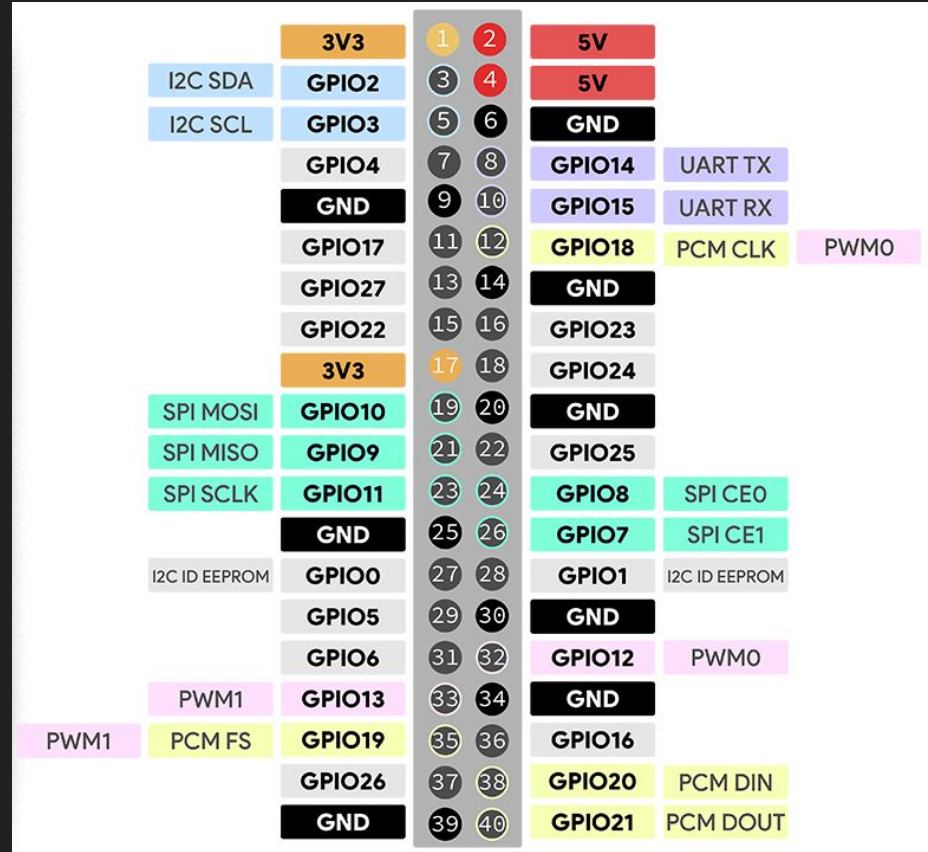 3V3 1 2 5V
I2C SDA GPIO2 3 4 5V
I2C SCL GPIO3 5 6 GND
GPIO4 7 8 GPIO14 UART TX
GND 9 10 GPIO15 UART RX
GPIO17 11 12 GPIO18 PCM CLK PWM0
GPIO27 13 14 GND
GPIO22 15 16 GPIO23
3V3 17 18 GPIO24
SPI MOSI GPIO10 19 20 GND
SPI MISO GPIO9 21 22 GPIO25
SPI SCLK GPIO11 23 24 GPIO8 SPI CE0
GND 25 26 GPIO7 SPI CE1
I2C ID EEPROM GPIO0 27 28 GPIO1 I2C ID EEPROM
GPIO5 29 30 GND
GPIO6 31 32 GPIO12 PWM0
PWM1 GPIO13 33 34 GND
PWM1 PCM FS GPIO19 35 36 GPIO16
GPIO26 37 38 GPIO20 PCM DIN
GND 39 40 GPIO21 PCM DOUT